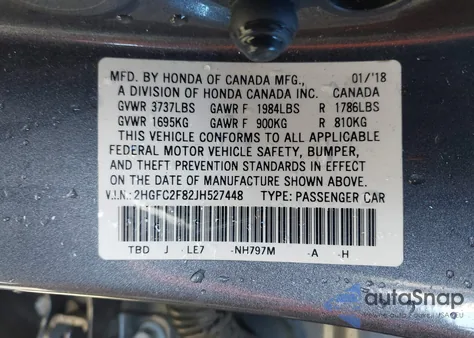 MFD. BY HONDA OF CANADA MFG., 01/'18
A DIVISION OF HONDA CANADA INC. CANADA
GVWR 3737LBS GAWR F 1984LBS R 1786LBS
GVWR 1695KG GAWR F 900KG R 810KG
THIS VEHICLE CONFORMS TO ALL APPLICABLE
FEDERAL MOTOR VEHICLE SAFETY, BUMPER,
AND THEFT PREVENTION STANDARDS IN EFFECT
ON THE DATE OF MANUFACTURE SHOWN ABOVE.
V.I.N.: 2HGFC2F82JH527448 TYPE: PASSENGER CAR
TBD J LE7 -NH797M -A -H
autoSnap